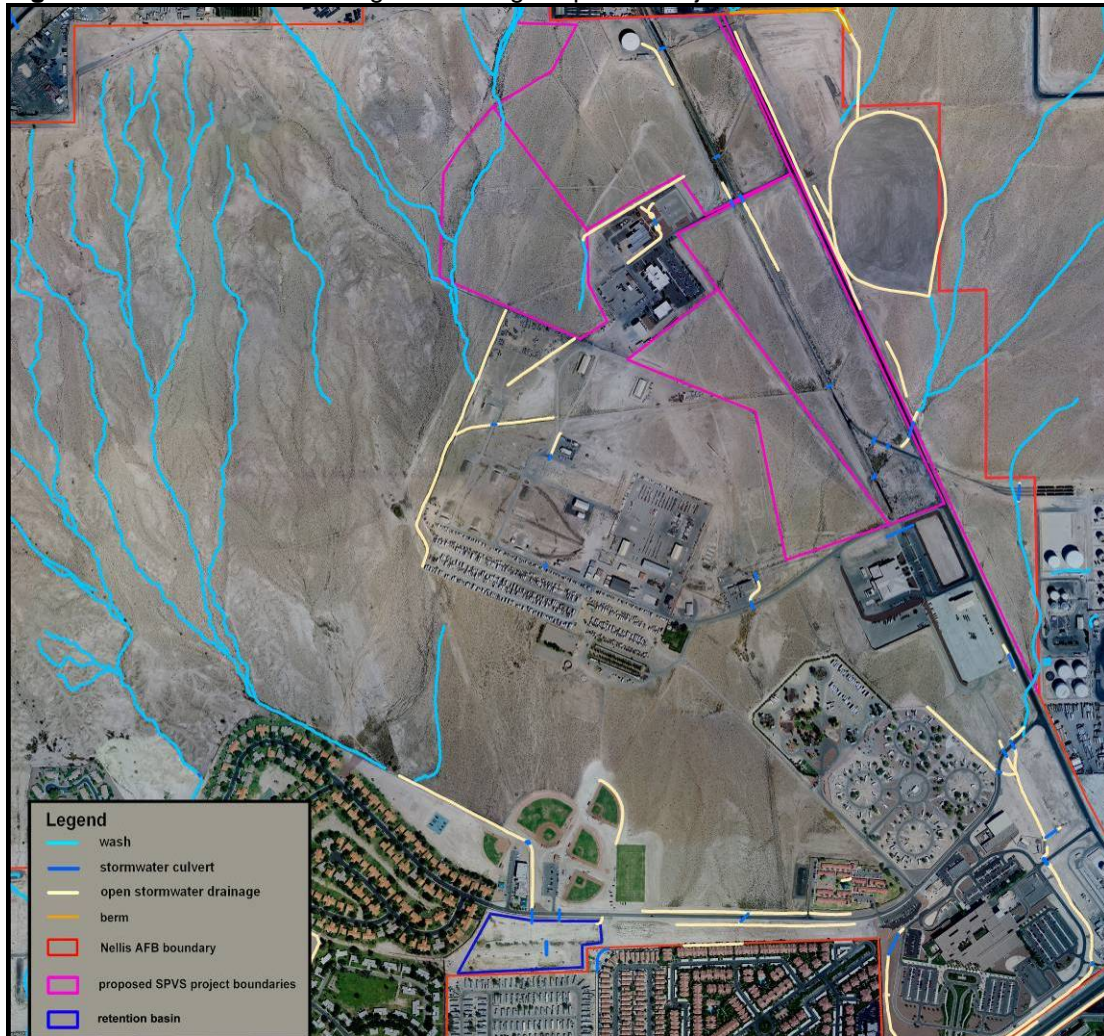 Legend
wash
stormwater culvert
open stormwater drainage
berm
Nellis AFB boundary
proposed SPVS project boundaries
retention basin